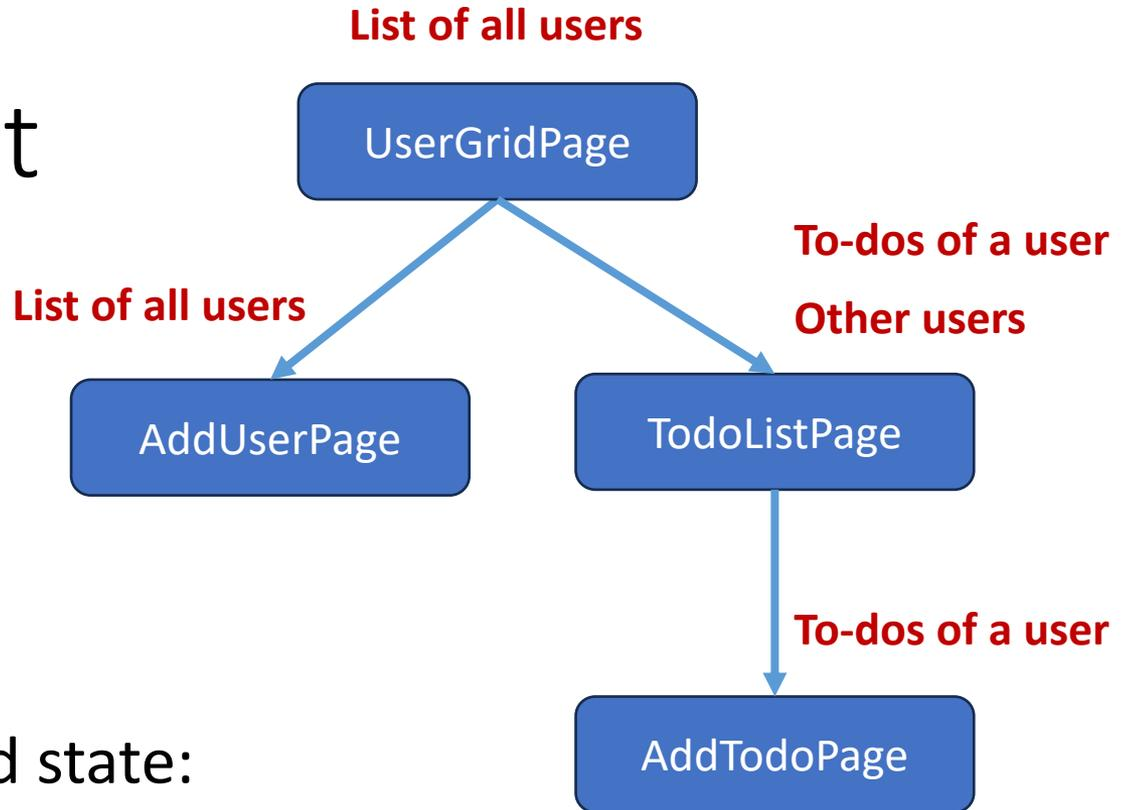 List of all users
t
UserGridPage
To-dos of a user
List of all users
Other users
AddUserPage
TodoListPage
To-dos of a user
d state:
AddTodoPage